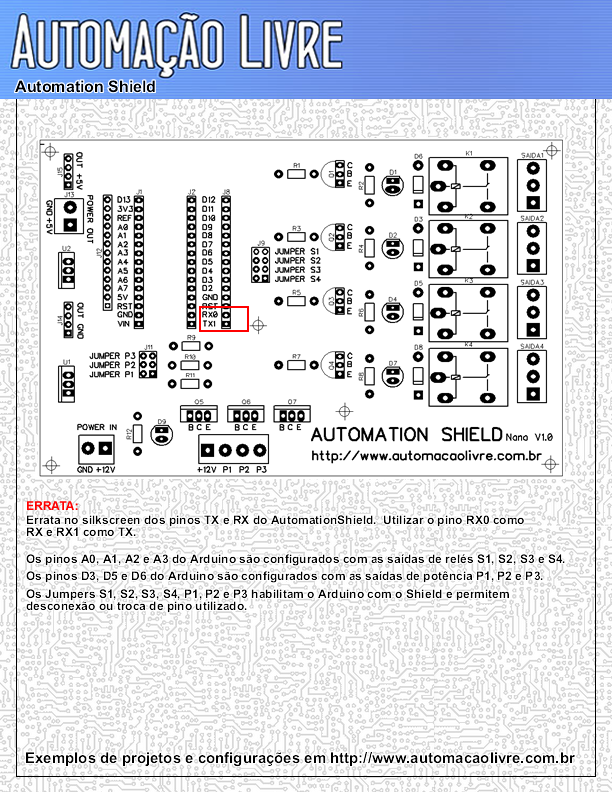 AUTOMAÇÃO LIVRE
Automation Shield
OUT +5V
J15
J13
GND +5V
POWER OUT
U2
J14
OUT GND
U1
J12
J1
D13
3V3
REF
A0
A1
A2
A3
A4
A5
A6
A7
5V
RST
GND
VIN
J2
J8
D12
D11
D10
D9
D8
D7
D6
D5
D4
D3
D2
GND
RST
RX0
TX1
J9
JUMPER S1
JUMPER S2
JUMPER S3
JUMPER S4
R1
Q1
C
B
E
R2
D1
D6
K1
SAIDA1
R3
Q2
C
B
E
R4
D2
D3
K2
SAIDA2
R5
Q3
C
B
E
R6
D4
D5
K3
SAIDA3
R7
Q4
C
B
E
R8
D7
D8
K4
SAIDA4
R9
R10
R11
J11
JUMPER P3
JUMPER P2
JUMPER P1
Q5
B C E
Q6
B C E
Q7
B C E
POWER IN
GND +12V
R12
D9
+12V P1 P2 P3
AUTOMATION SHIELD Nano V1.0
http://www.automacaolivre.com.br
ERRATA:
Errata no silkscreen dos pinos TX e RX do AutomationShield. Utilizar o pino RX0 como
RX e RX1 como TX.
Os pinos A0, A1, A2 e A3 do Arduino são configurados com as saídas de relés S1, S2, S3 e S4.
Os pinos D3, D5 e D6 do Arduino são configurados com as saídas de potência P1, P2 e P3.
Os Jumpers S1, S2, S3, S4, P1, P2 e P3 habilitam o Arduino com o Shield e permitem
desconexão ou troca de pino utilizado.
Exemplos de projetos e configurações em http://www.automacaolivre.com.br